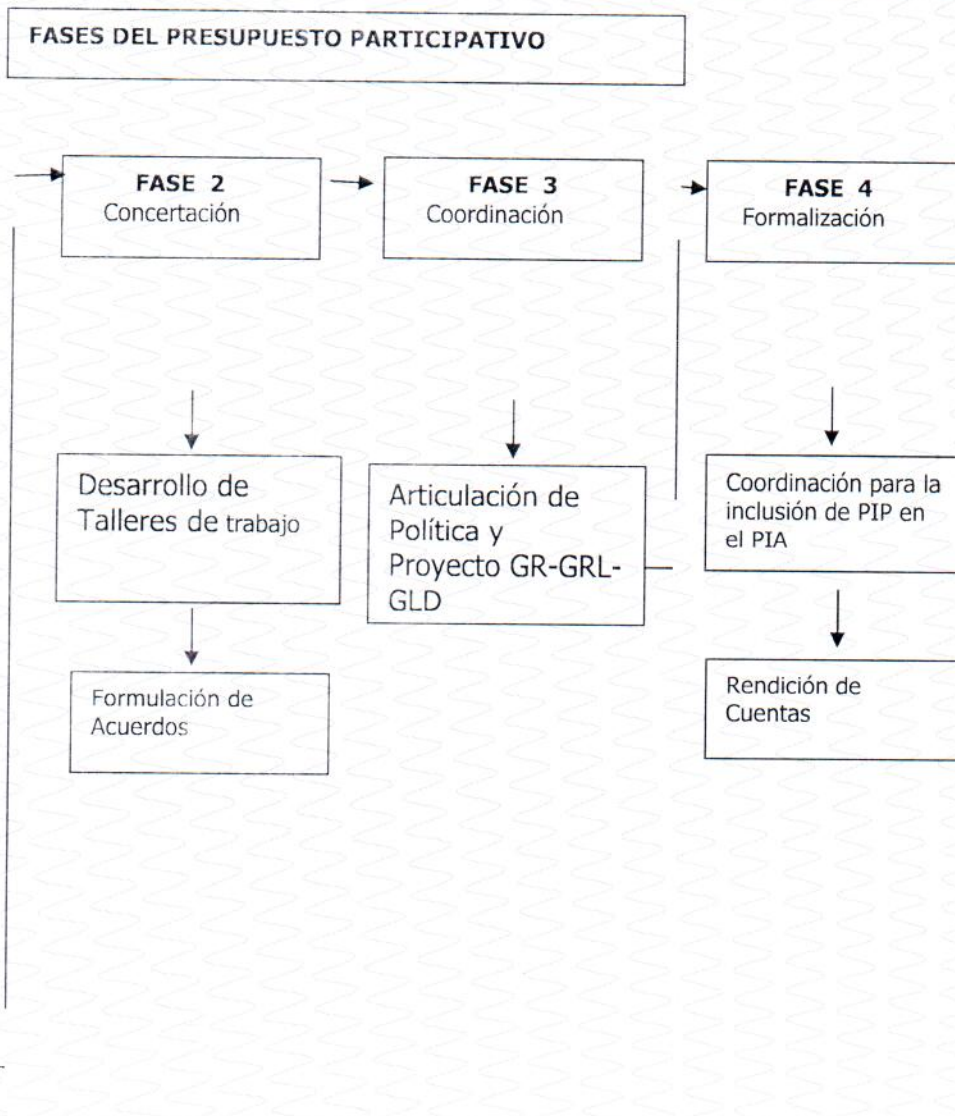 FASES DEL PRESUPUESTO PARTICIPATIVO
FASE 2
Concertación
FASE 3
Coordinación
FASE 4
Formalización
Desarrollo de
Talleres de trabajo
Articulación de
Política y
Proyecto GR-GRL-
GLD
Coordinación para la
inclusión de PIP en
el PIA
Formulación de
Acuerdos
Rendición de
Cuentas